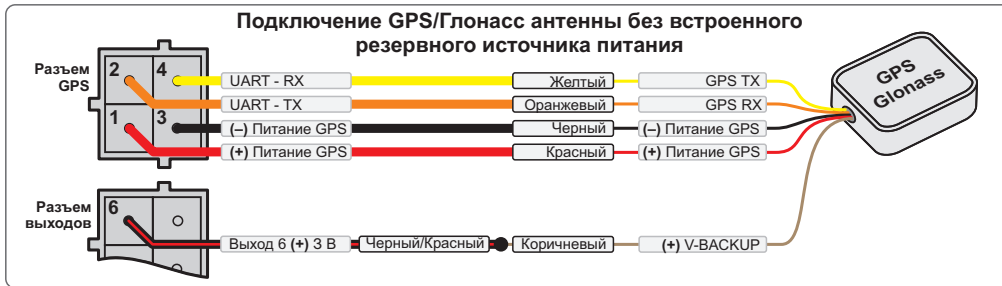 Подключение GPS/Глонасс антенны без встроенного
резервного источника питания
Разъем
GPS
2
4
1
3
UART - RX
Желтый
GPS TX
UART - TX
Оранжевый
GPS RX
(–) Питание GPS
Черный
(–) Питание GPS
(+) Питание GPS
Красный
(+) Питание GPS
GPS
Glonass
Разъем
выходов
6
Выход 6 (+) 3 В
Черный/Красный
Коричневый
(+) V-BACKUP